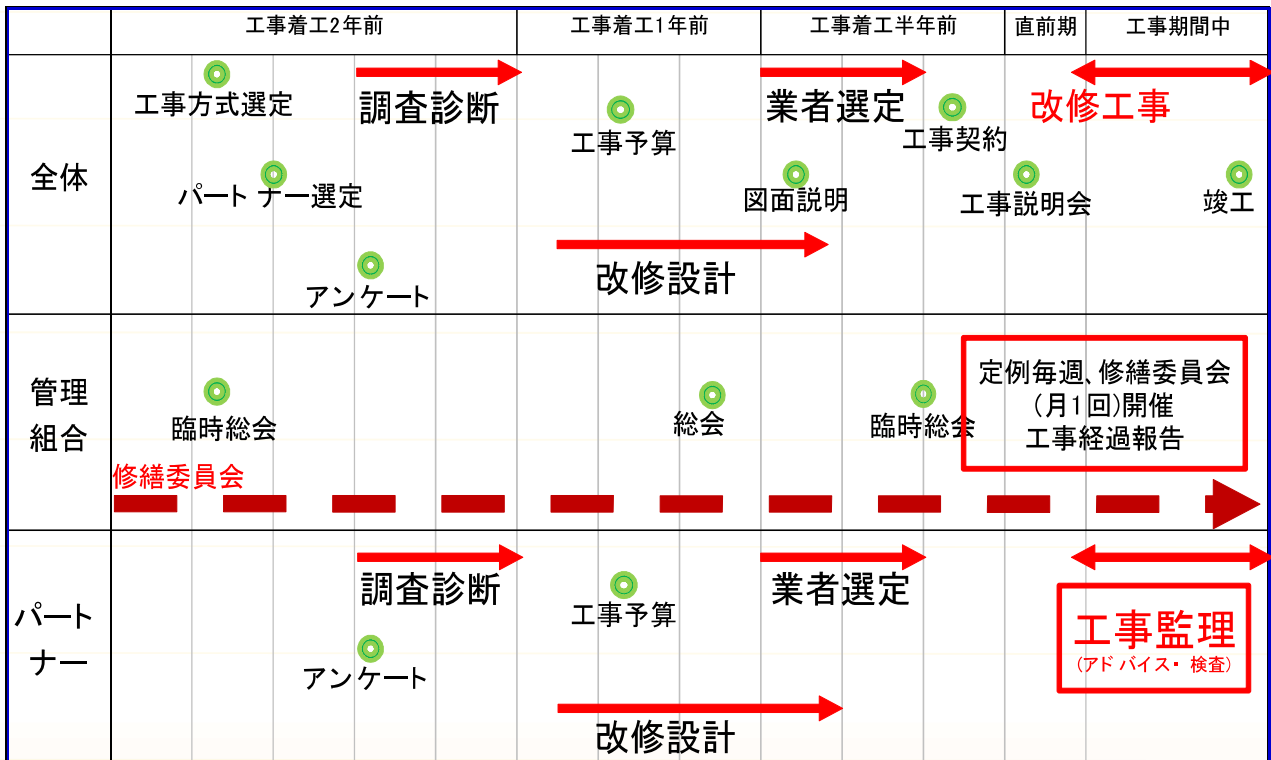 工事着工2年前
工事着工1年前
工事着工半年前
直前期
工事期間中
全体
工事方式選定
調査診断
パートナー選定
アンケート
工事予算
改修設計
業者選定
図面説明
工事契約
改修工事
工事説明会
竣工
管理
組合
臨時総会
総会
臨時総会
定例毎週、修繕委員会
(月1回)開催
工事経過報告
修繕委員会
パート
ナー
調査診断
アンケート
工事予算
改修設計
業者選定
工事監理
(アドバイス・検査)